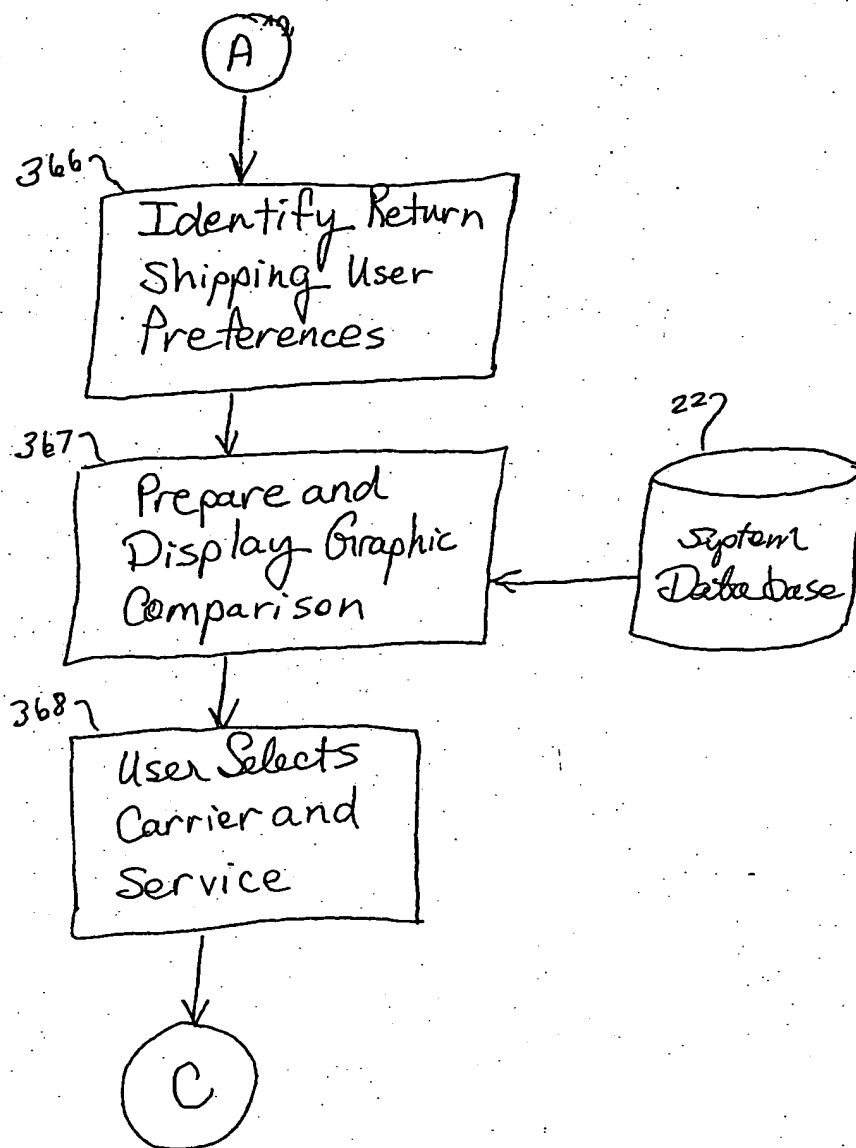 A
366
Identify Return
Shipping User
Preferences
367
Prepare and
Display Graphic
Comparison
22
System
Database
368
User Selects
Carrier and
Service
C